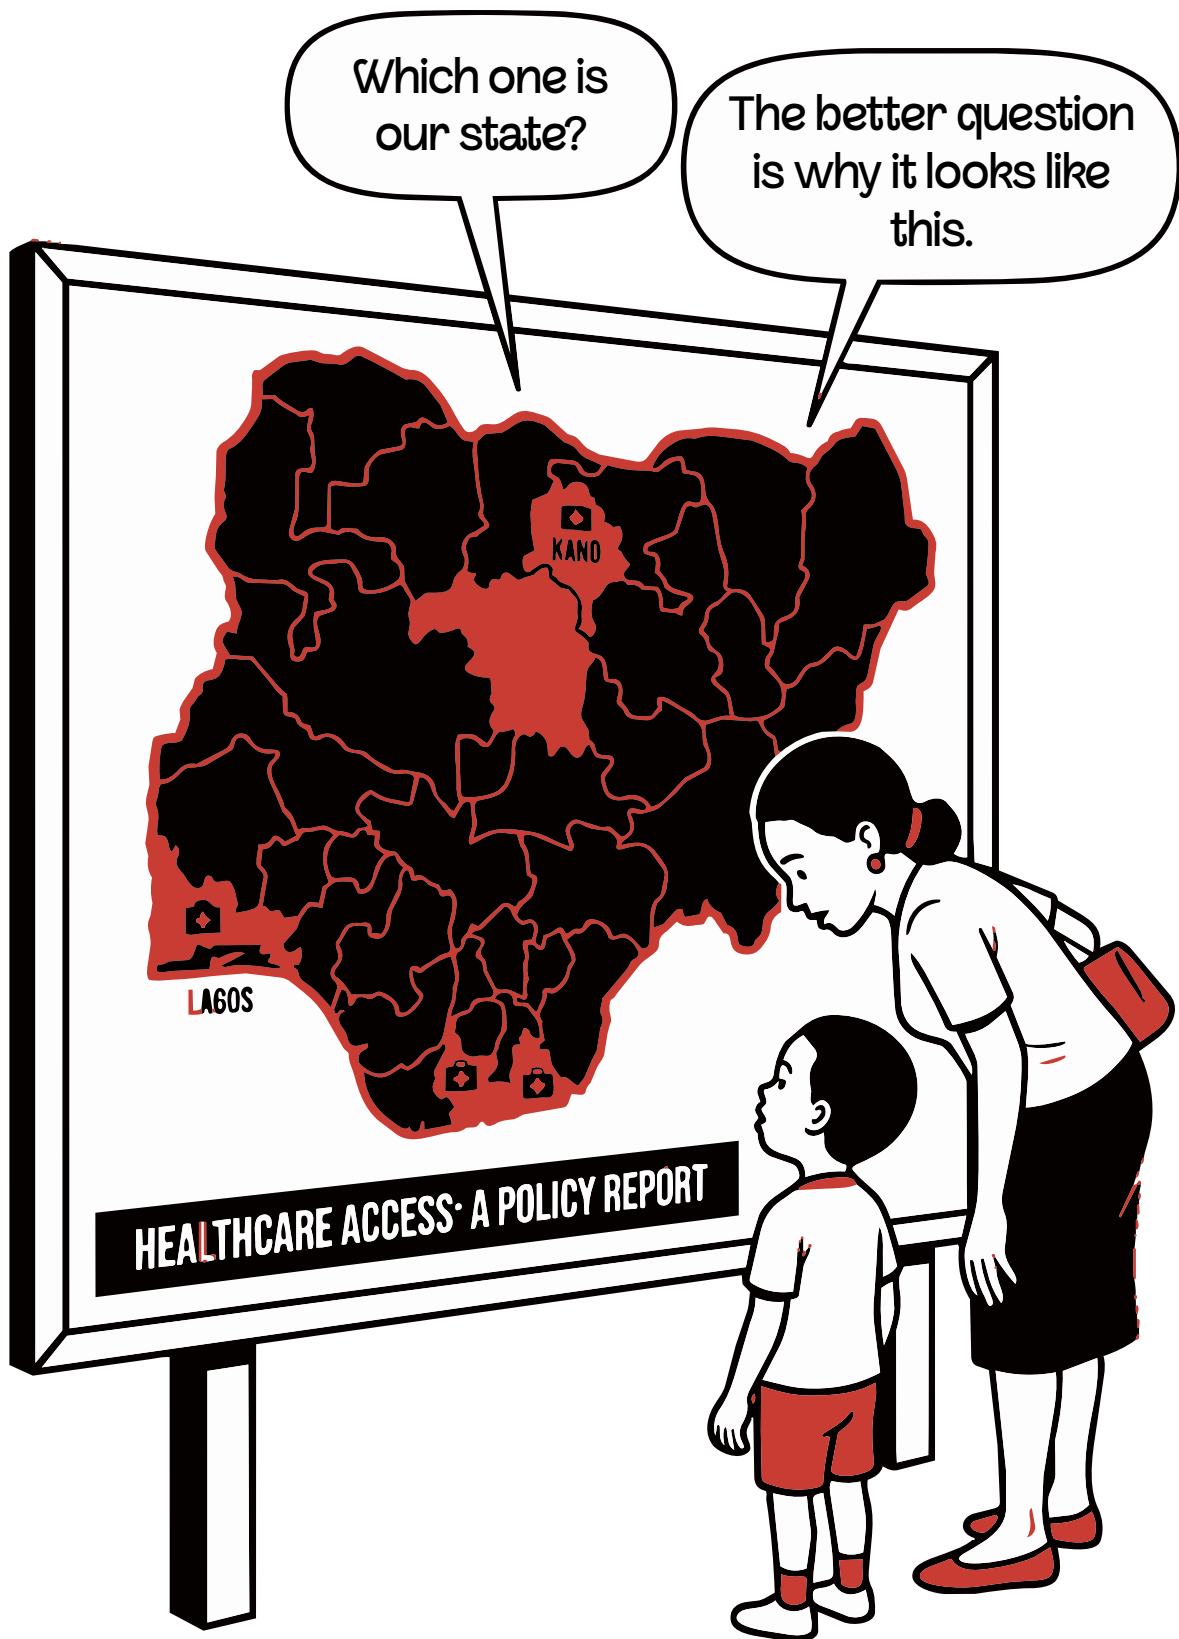 Which one is
our state?
The better question
is why it looks like
this.
KANO
LAGOS
HEALTHCARE ACCESS· A POLICY REPORT